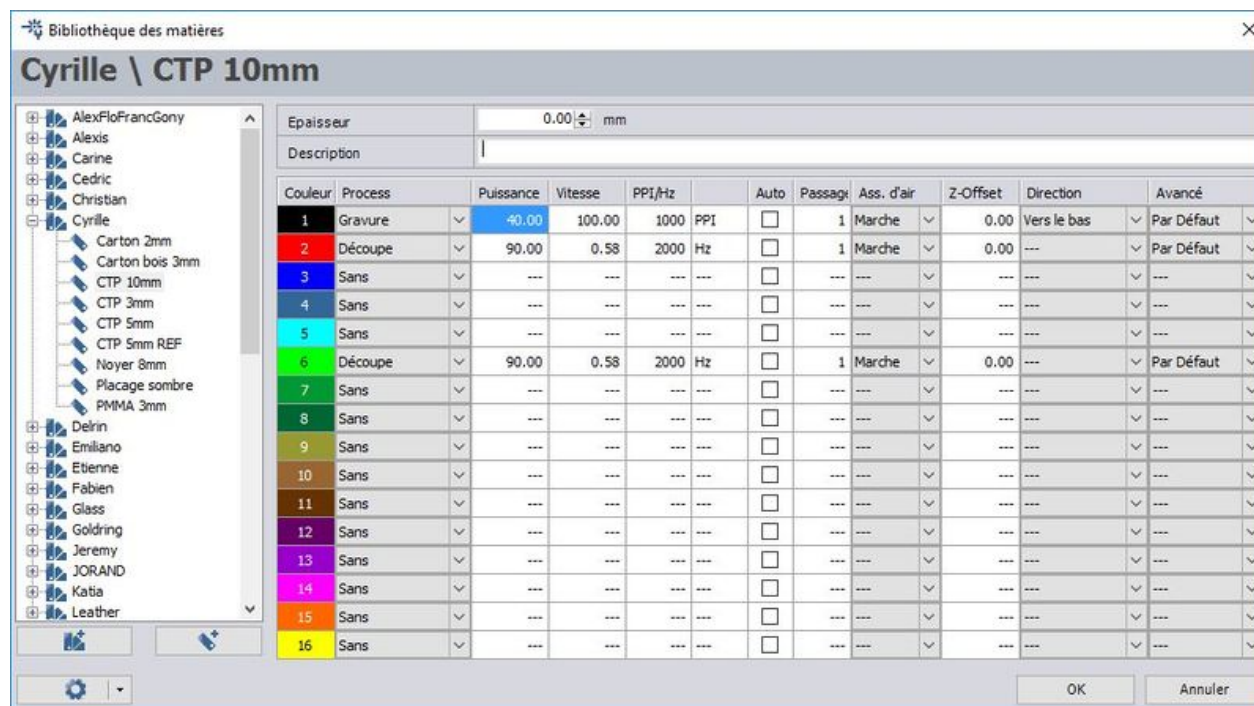 Bibliothèque des matières
Cyrille \ CTP 10mm
AlexFloFrancGony
Alexis
Carine
Cedric
Christian
Cyrille
Carton 2mm
Carton bois 3mm
CTP 10mm
CTP 3mm
CTP 5mm
CTP 5mm REF
Noyer 8mm
Placage sombre
PMMA 3mm
Delrin
Emiliano
Etienne
Fabien
Glass
Goldring
Jeremy
JORAND
Katia
Leather
Epaisseur 0.00 mm
Description
Couleur Process Puissance Vitesse PPI/Hz Auto Passage Ass. d'air Z-Offset Direction Avancé
1 Gravure 40.00 100.00 1000 PPI 1 Marche 0.00 Vers le bas Par Défaut
2 Découpe 90.00 0.58 2000 Hz 1 Marche 0.00 --- Par Défaut
3 Sans --- --- --- --- --- --- --- --- ---
4 Sans --- --- --- --- --- --- --- --- ---
5 Sans --- --- --- --- --- --- --- --- ---
6 Découpe 90.00 0.58 2000 Hz 1 Marche 0.00 --- Par Défaut
7 Sans --- --- --- --- --- --- --- --- ---
8 Sans --- --- --- --- --- --- --- --- ---
9 Sans --- --- --- --- --- --- --- --- ---
10 Sans --- --- --- --- --- --- --- --- ---
11 Sans --- --- --- --- --- --- --- --- ---
12 Sans --- --- --- --- --- --- --- --- ---
13 Sans --- --- --- --- --- --- --- --- ---
14 Sans --- --- --- --- --- --- --- --- ---
15 Sans --- --- --- --- --- --- --- --- ---
16 Sans --- --- --- --- --- --- --- --- ---
OK Annuler